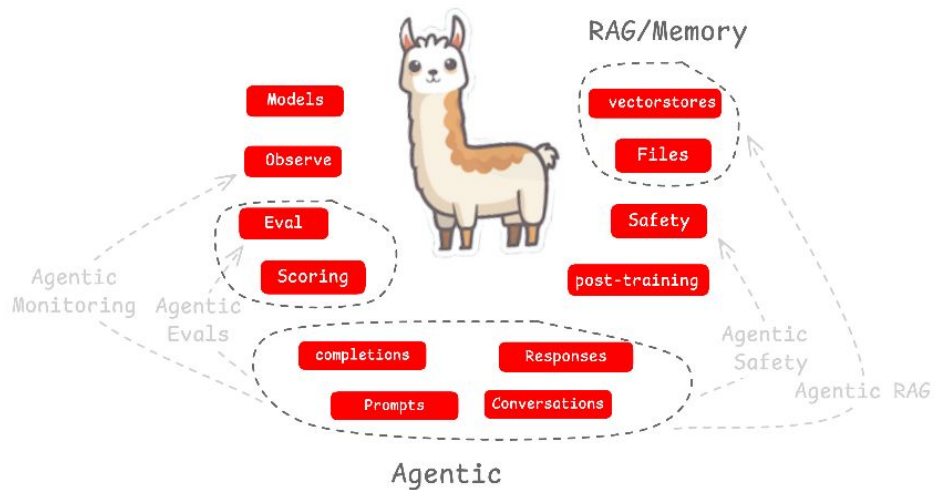 RAG/Memory
Models
vectorstores
Observe
Files
Eval
Safety
Scoring
post-training
Agentic
Monitoring
Agentic
Evals
completions
Responses
Agentic
Safety
Prompts
Conversations
Agentic RAG
Agentic